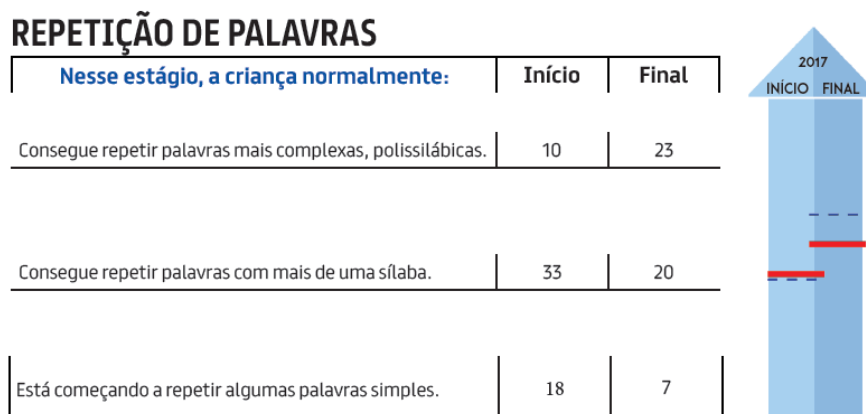 REPETIÇÃO DE PALAVRAS
Nesse estágio, a criança normalmente: Início Final
Consegue repetir palavras mais complexas, polissilábicas. 10 23
Consegue repetir palavras com mais de uma sílaba. 33 20
Está começando a repetir algumas palavras simples. 18 7
2017
INÍCIO FINAL